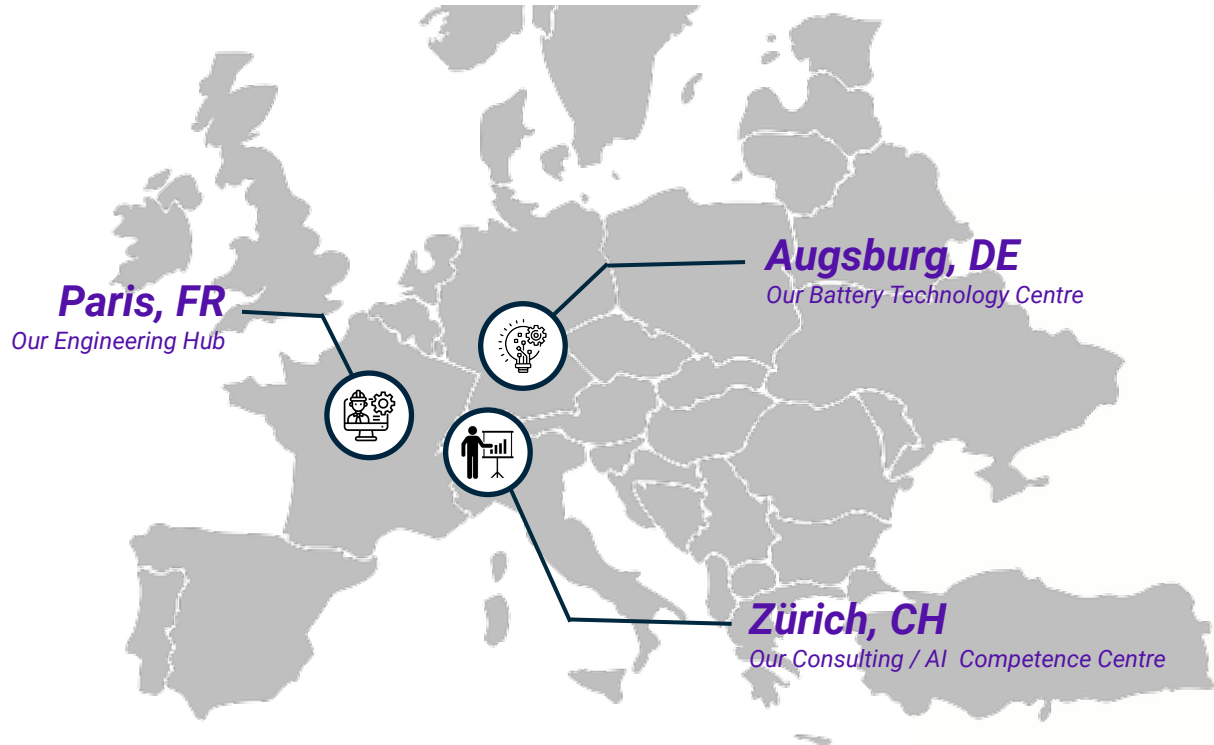 Augsburg, DE
Our Battery Technology Centre
Paris, FR
Our Engineering Hub
Zürich, CH
Our Consulting / AI Competence Centre